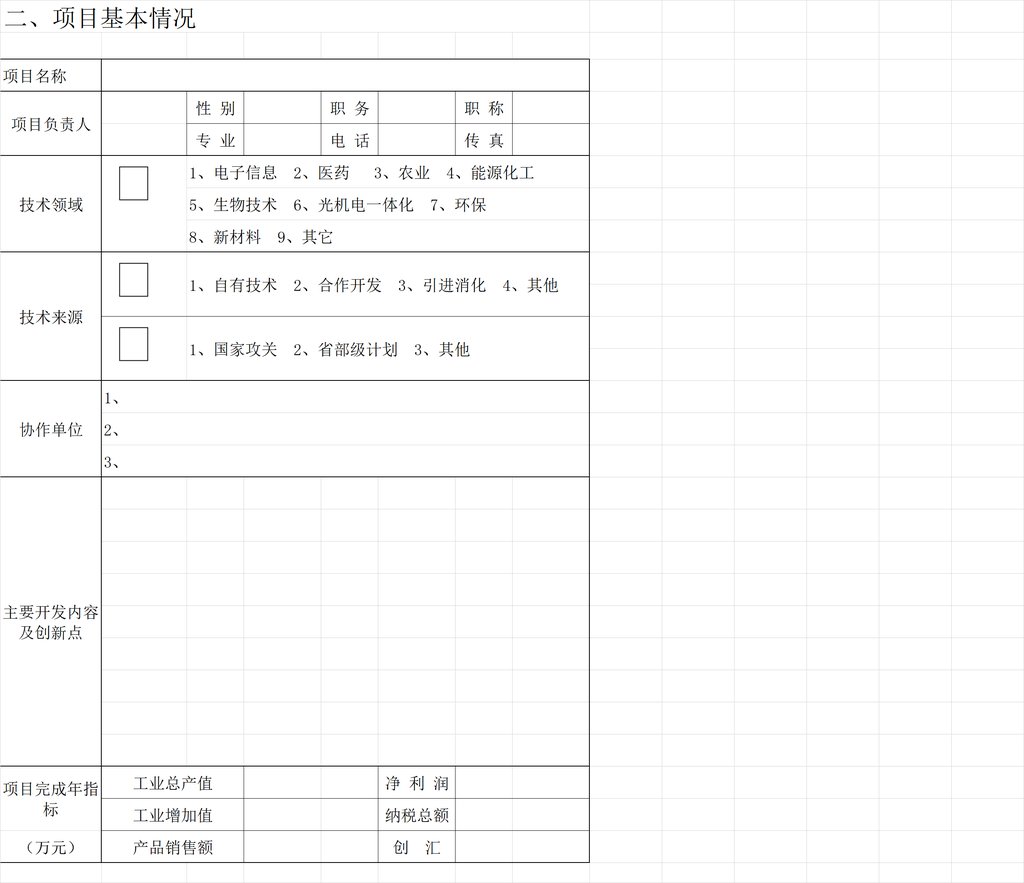 二、项目基本情况
项目名称
项目负责人
性 别 职 务 职 称
专 业 电 话 传 真
技术领域
1、电子信息 2、医药 3、农业 4、能源化工
5、生物技术 6、光机电一体化 7、环保
8、新材料 9、其它
技术来源
1、自有技术 2、合作开发 3、引进消化 4、其他
1、国家攻关 2、省部级计划 3、其他
协作单位
1、
2、
3、
主要开发内容
及创新点
项目完成年指
标
（万元）
工业总产值 净 利 润
工业增加值 纳税总额
产品销售额 创 汇